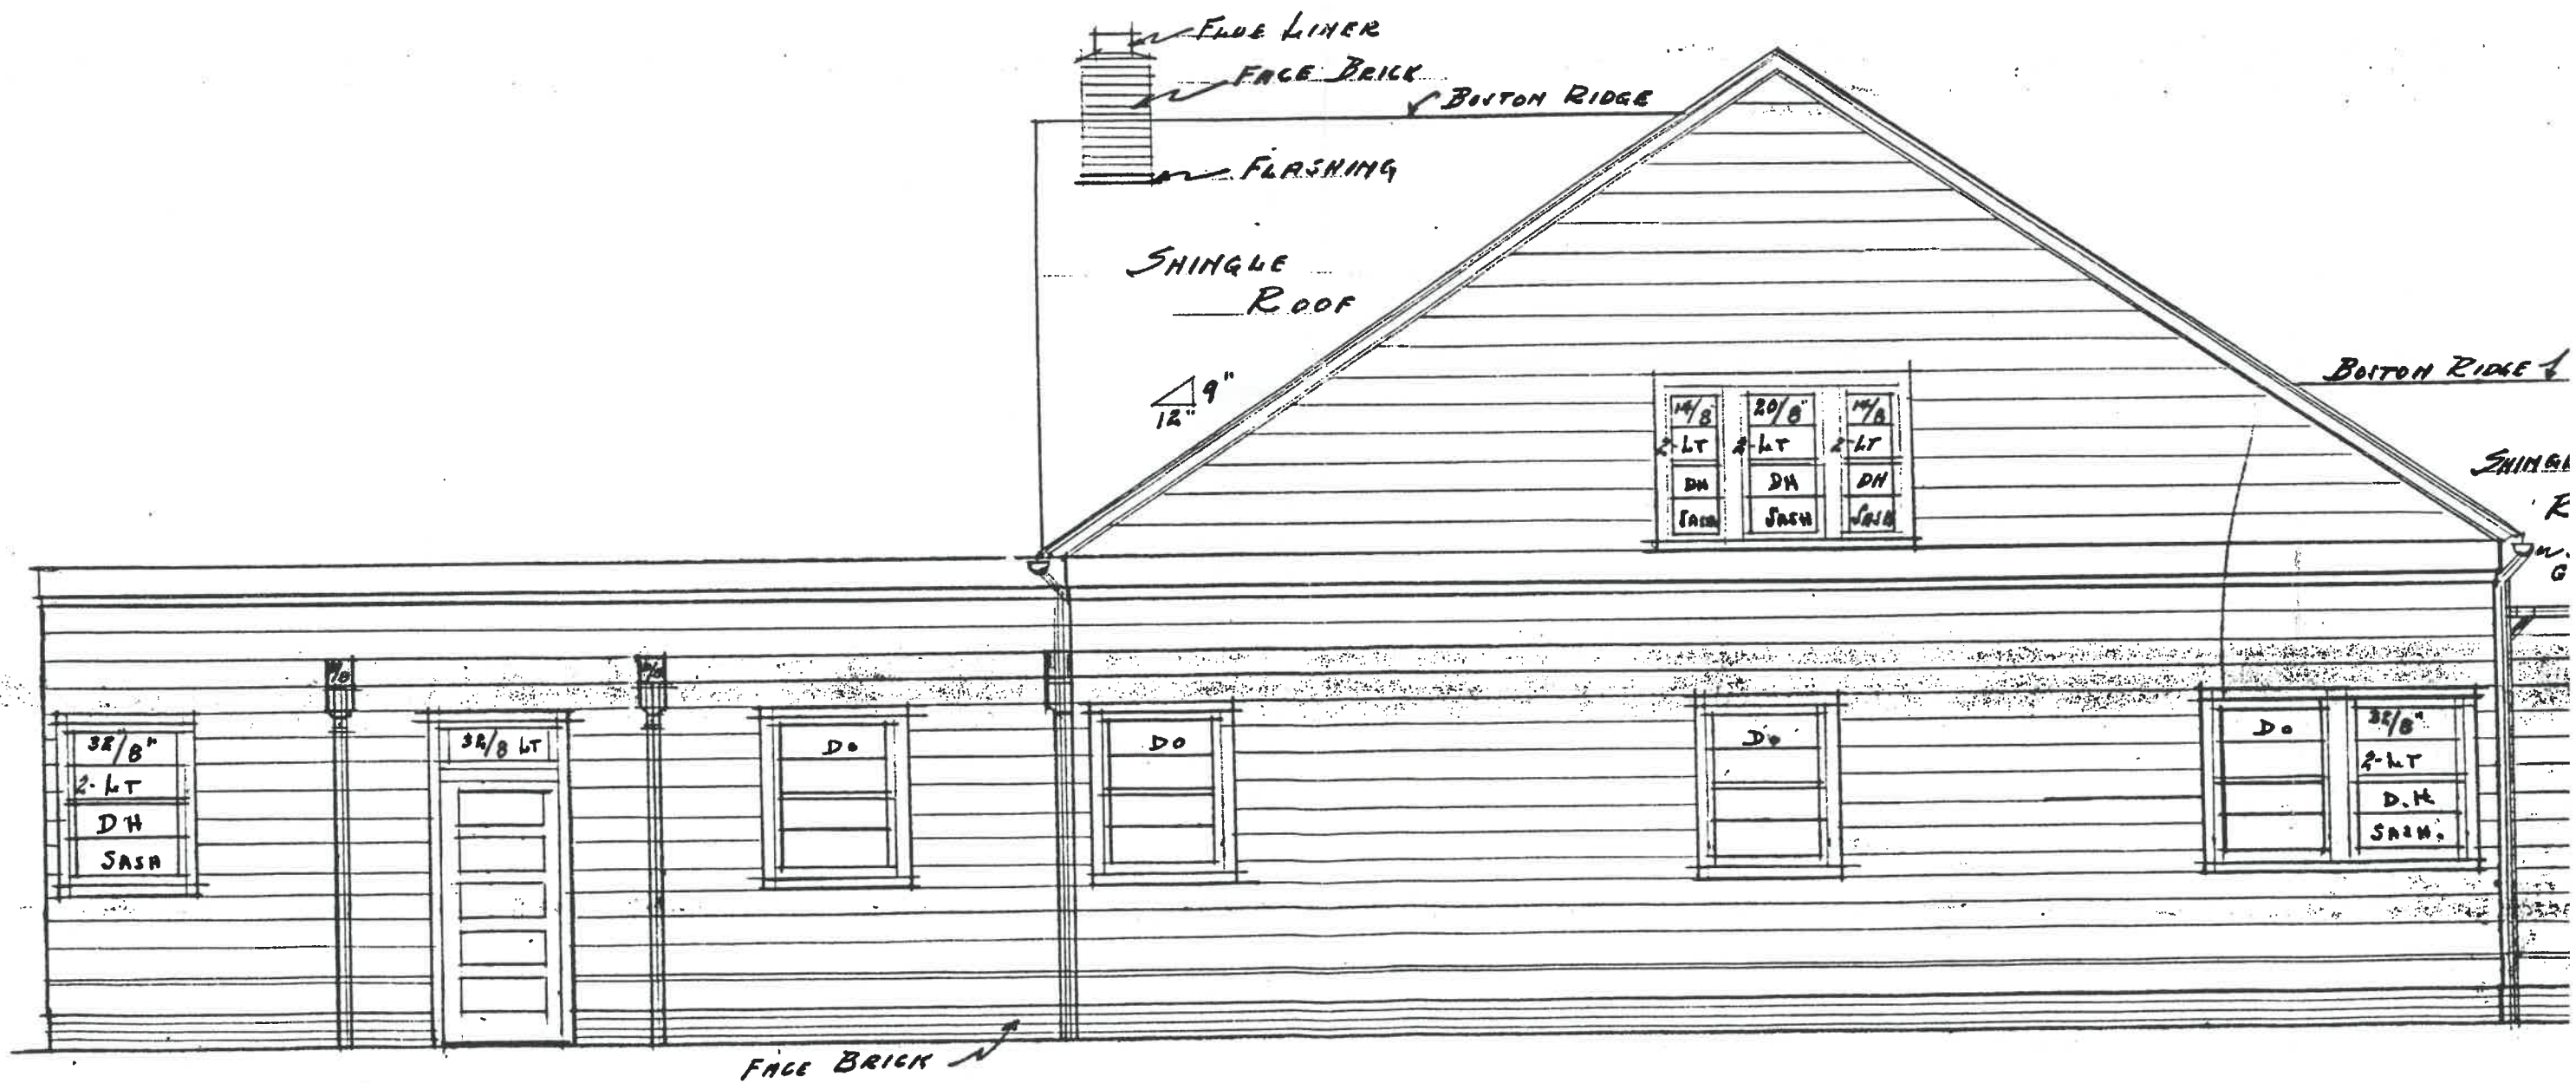 FLUE LINER
FACE BRICK
BOSTON RIDGE
FLASHING
SHINGLE
ROOF
9"
12"
BOSTON RIDGE
14/8 20/8" 14/8
2-LT 2-LT 2-LT
DH DH DH
SASH SASH SASH
32/8"
2-LT
DH
SASH
32/8 LT
DO
DO
DO
DO
32/8"
2-LT
D.H.
SASH.
FACE BRICK